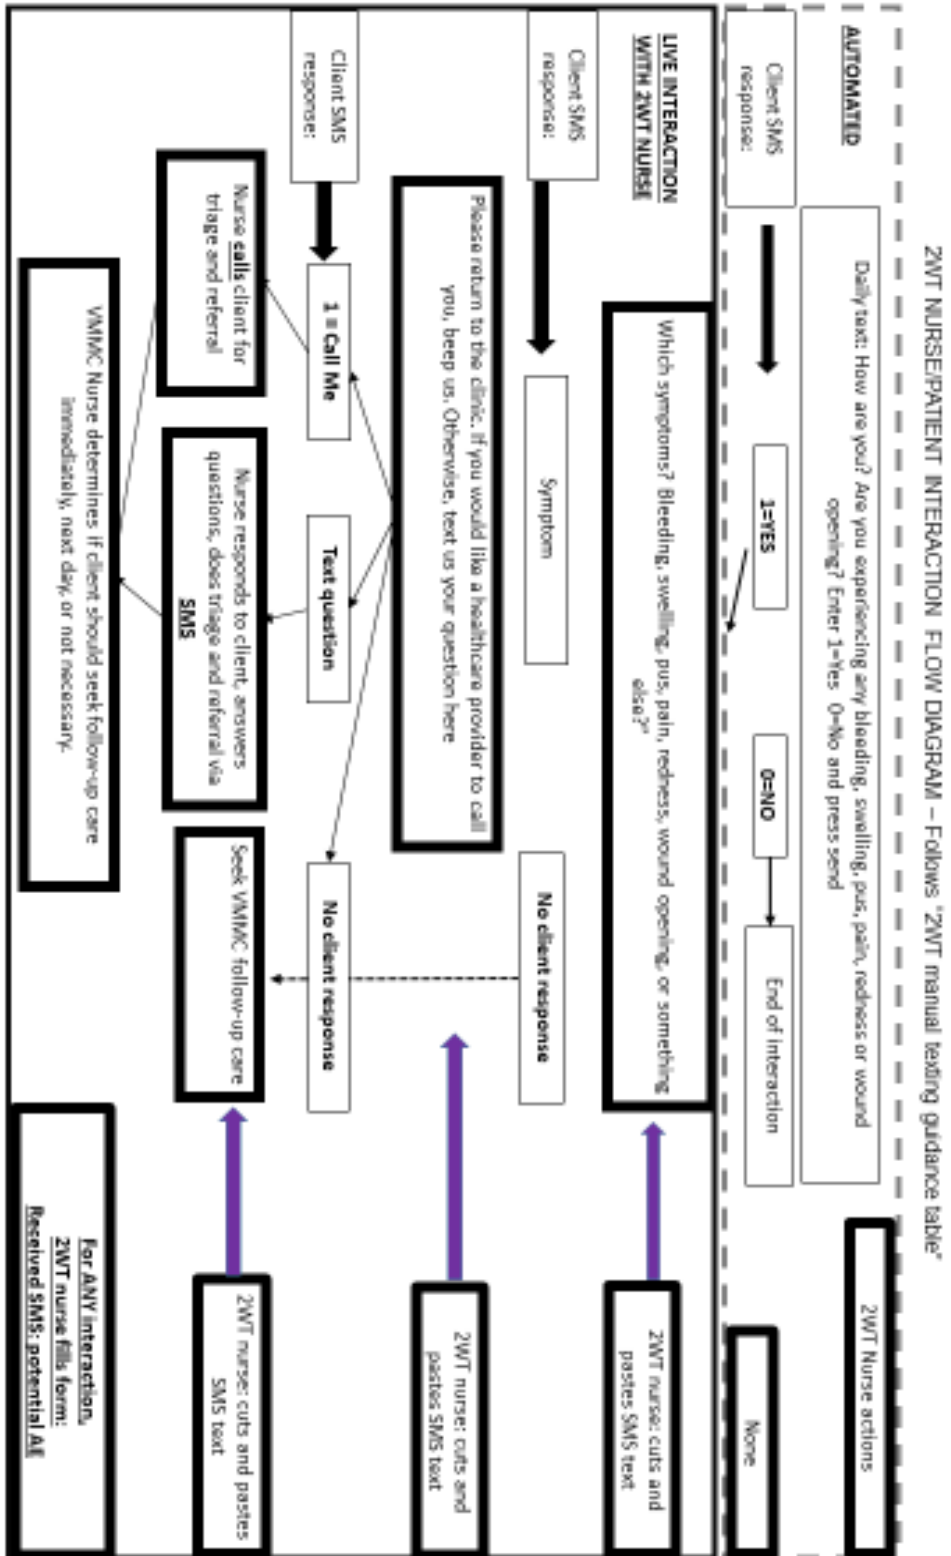 2WT NURSE/PATIENT INTERACTION FLOW DIAGRAM – Follows "2WT manual texting guidance table"
AUTOMATED
2WT Nurse actions
Daily text: How are you? Are you experiencing any bleeding, swelling, pus, pain, redness or wound
opening? Enter 1=Yes 0=No and press send
Client SMS
response:
1=YES
0=NO
End of interaction
None
LIVE INTERACTION
WITH 2WT NURSE
Which symptoms? Bleeding, swelling, pus, pain, redness, wound opening, or something
else?"
2WT nurse: cuts and
pastes SMS text
Client SMS
response:
Symptom
No client response
Please return to the clinic. If you would like a healthcare provider to call
you, beep us. Otherwise, text us your question here
2WT nurse: cuts and
pastes SMS text
Client SMS
response:
1 = Call Me
Text question
No client response
Nurse calls client for
triage and referral
Nurse responds to client, answers
questions, does triage and referral via
SMS
Seek VMMC follow-up care
2WT nurse: cuts and pastes
SMS text
VMMC Nurse determines if client should seek follow-up care
immediately, next day, or not necessary.
For ANY interaction,
2WT nurse fills form:
Received SMS: potential AE